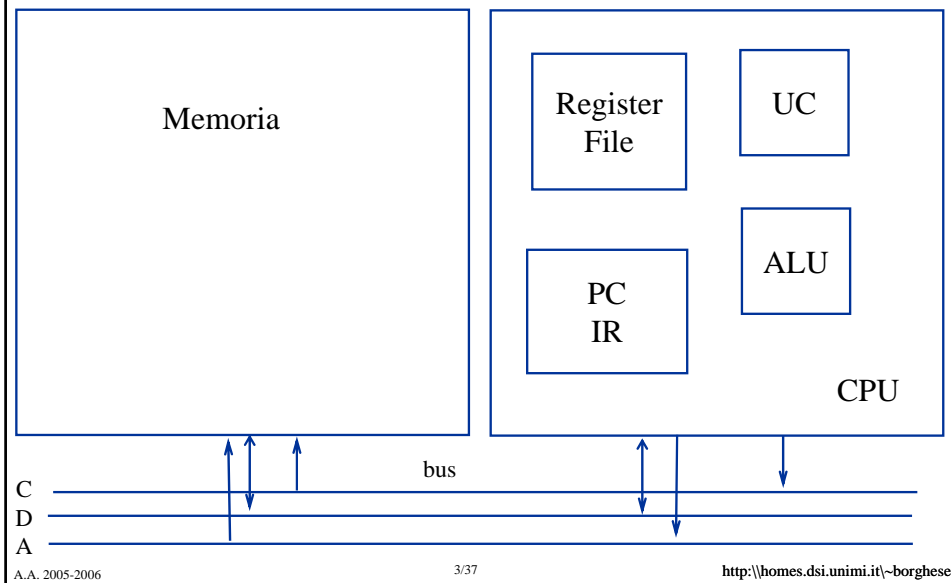 Memoria
Register
File
UC
ALU
PC
IR
CPU
bus
C
D
A
A.A. 2005-2006
3/37
http:\\homes.dsi.unimi.it\~borghese